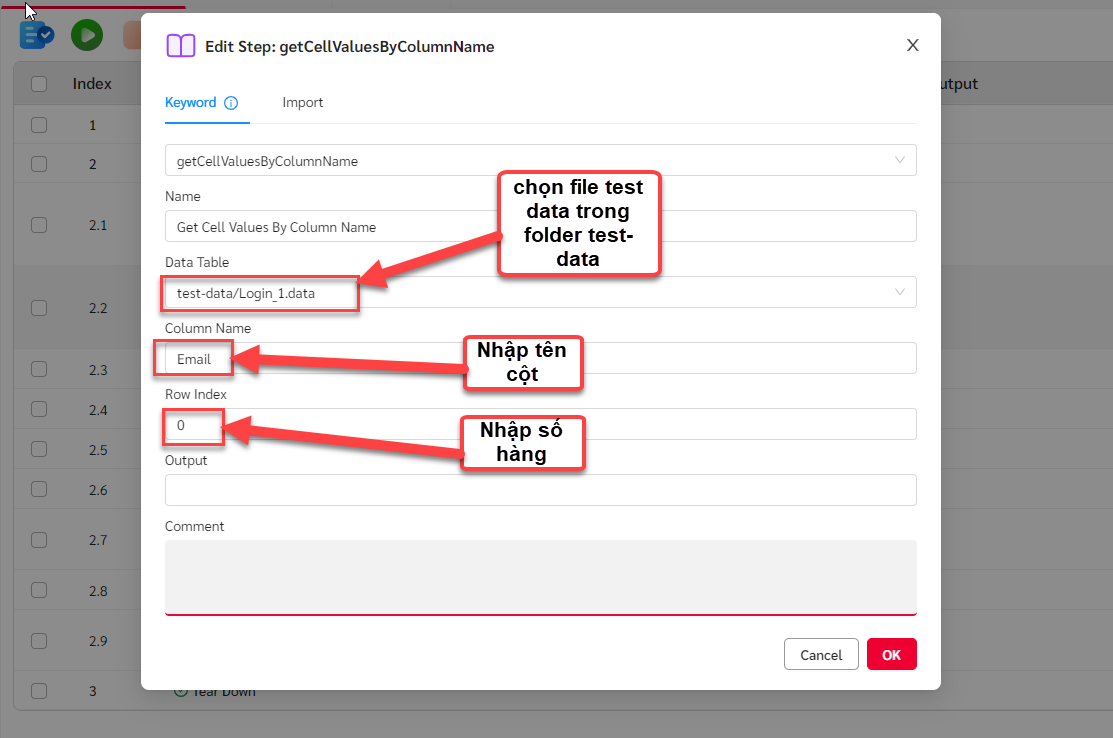 Edit Step: getCellValuesByColumnName
X
Keyword
Import
Index
utput
1
2
2.1
2.2
2.3
2.4
2.5
2.6
2.7
2.8
2.9
3
Tear Down
getCellValuesByColumnName
Name
Get Cell Values By Column Name
chọn file test
data trong
folder test-
data
Data Table
test-data/Login_1.data
Column Name
Email
Nhập tên
cột
Row Index
0
Nhập số
hàng
Output
Comment
Cancel
OK